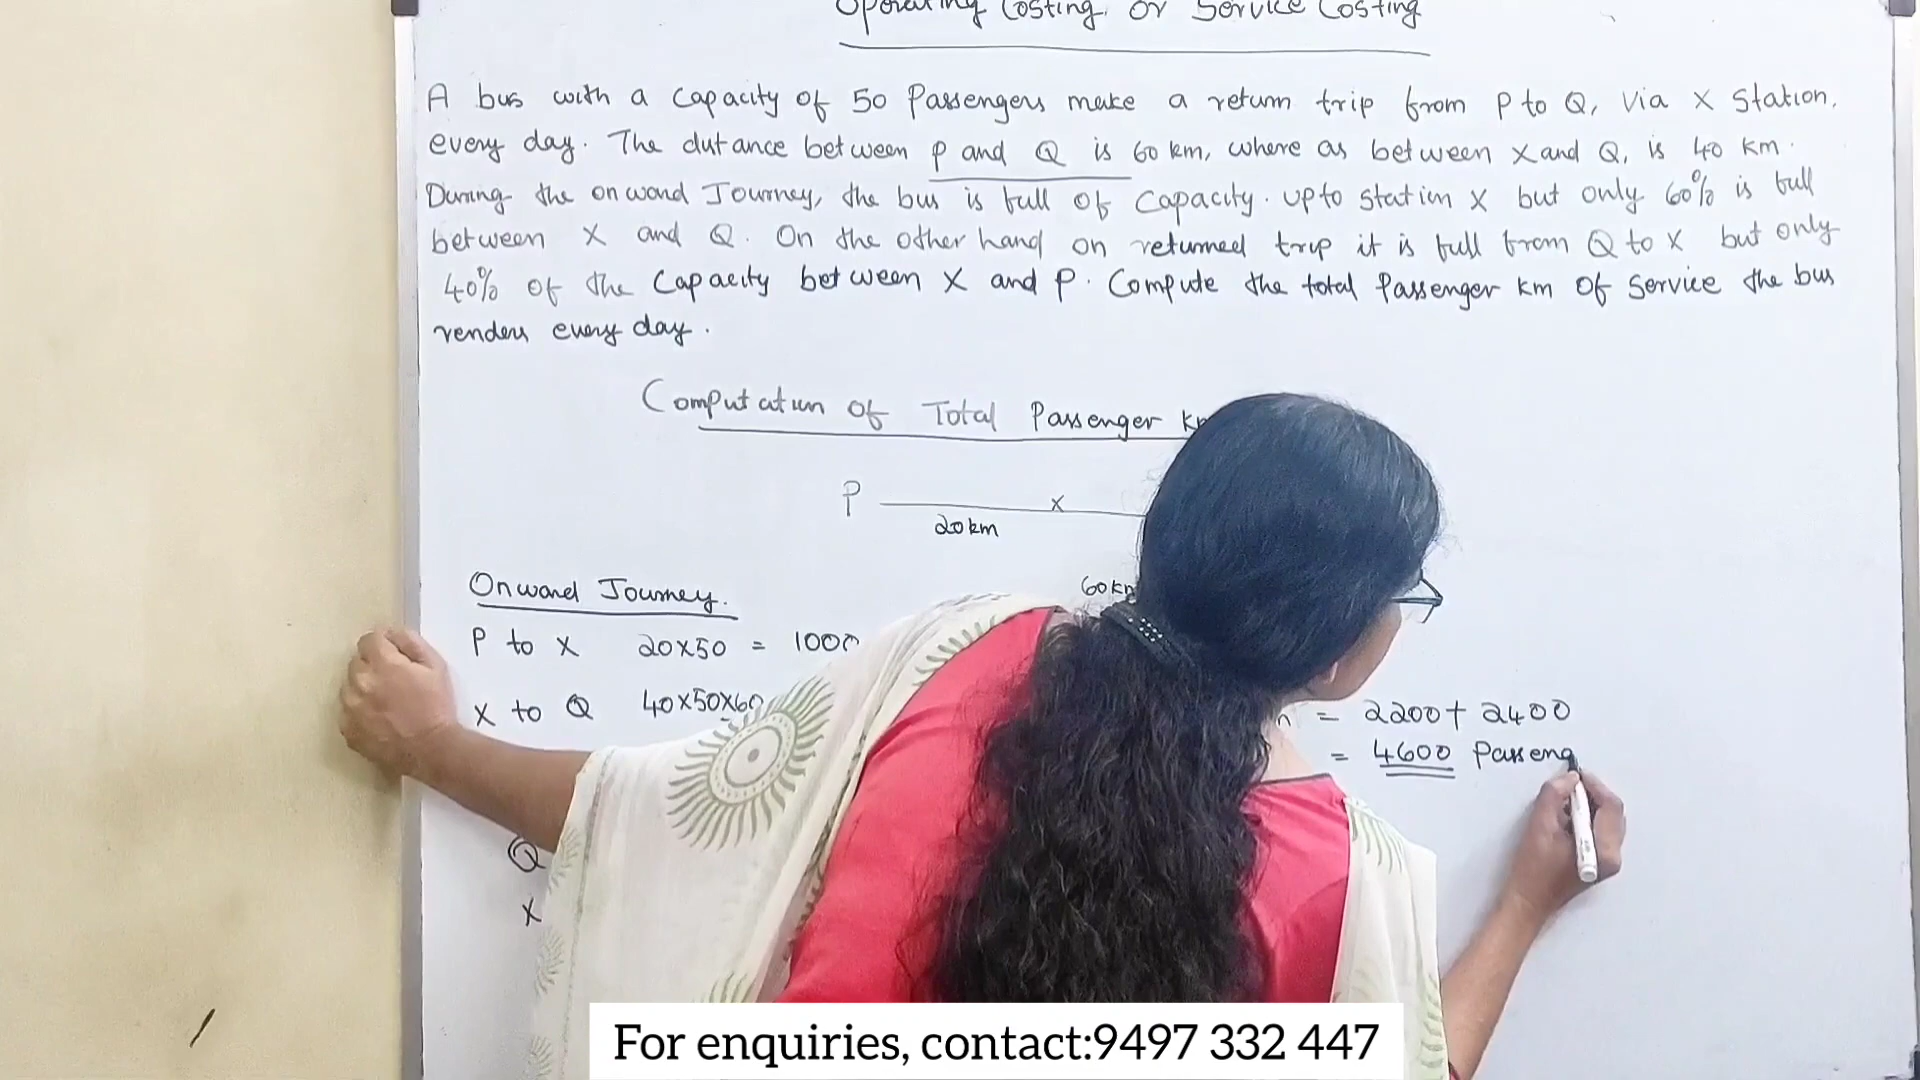 Operating Costing or Service Costing
A bus with a capacity of 50 Passengers make a return trip from P to Q, via X Station,
every day. The distance between P and Q is 60 km, where as between X and Q, is 40 km.
During the onward Journey, the bus is full of Capacity. upto station X but only 60% is full
between X and Q. On the other hand on returned trip it is full from Q to X but only
40% of the Capacity between X and P. Compute the total Passenger km of Service the bus
renders every day.
Computation of Total Passenger
P X
20km
60km
Onward Journey.
P to X 20x50 = 1000
X to Q 40x50x60
= 2200+ 2400
= 4600 Passeng
Q
X
For enquiries, contact:9497 332 447